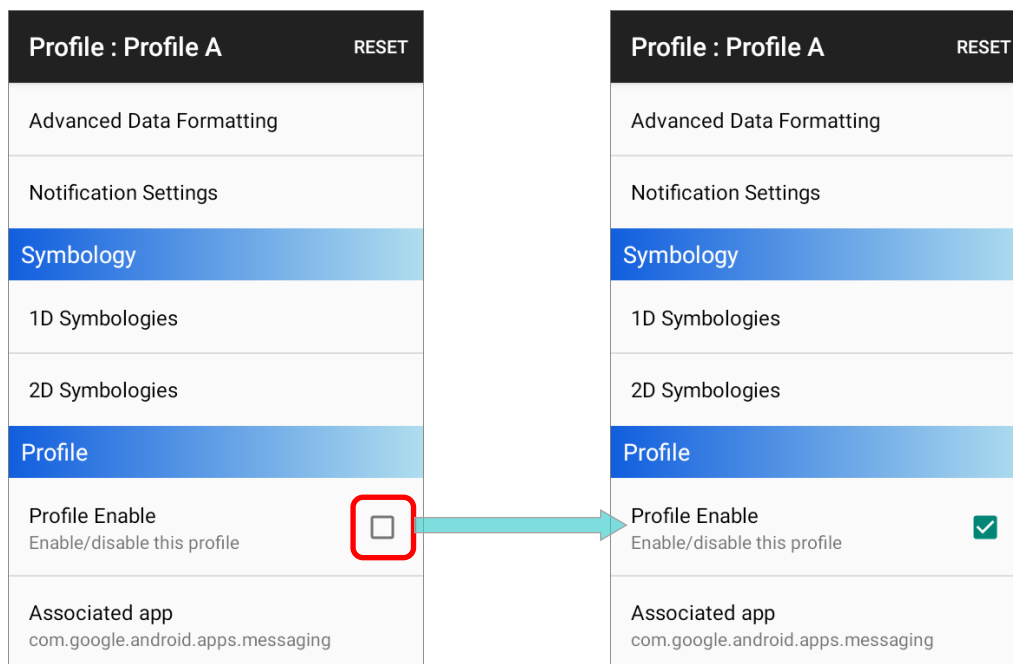 Profile : Profile A RESET
Advanced Data Formatting
Notification Settings
Symbology
1D Symbologies
2D Symbologies
Profile
Profile Enable
Enable/disable this profile
Associated app
com.google.android.apps.messaging
Profile : Profile A RESET
Advanced Data Formatting
Notification Settings
Symbology
1D Symbologies
2D Symbologies
Profile
Profile Enable
Enable/disable this profile
Associated app
com.google.android.apps.messaging